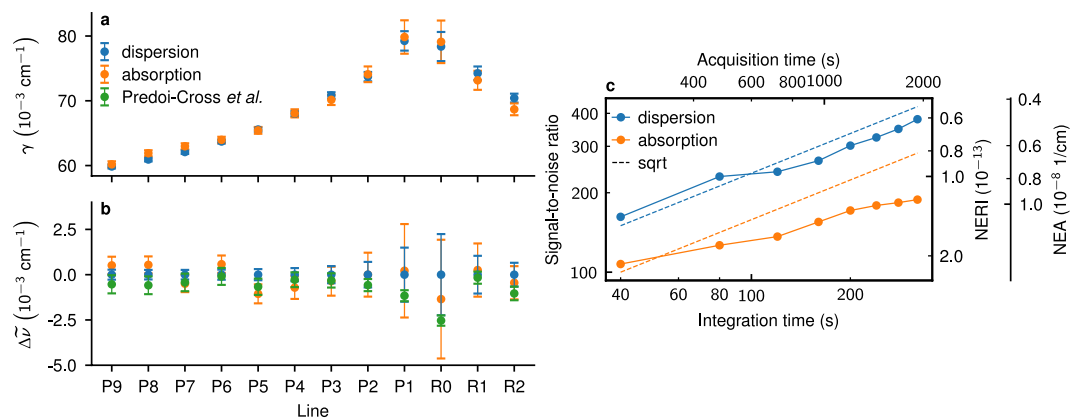 a
80
70
60
γ (10⁻³ cm⁻¹)
dispersion
absorption
Predoi-Cross et al.
b
2.5
0.0
-2.5
-5.0
Δν̃ (10⁻³ cm⁻¹)
P9 P8 P7 P6 P5 P4 P3 P2 P1 R0 R1 R2
Line
Acquisition time (s)
400 600 800 1000 2000
c
dispersion
absorption
sqrt
400
300
200
100
Signal-to-noise ratio
40 60 80 100 200
Integration time (s)
0.6
0.8
1.0
2.0
NERI (10⁻¹³)
0.4
0.6
0.8
1.0
NEA (10⁻⁸ 1/cm)